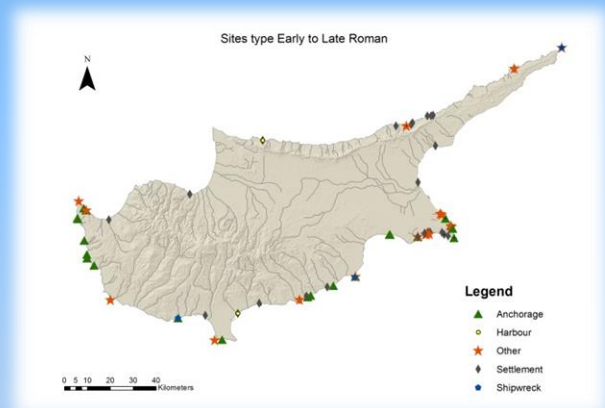 Sites type Early to Late Roman
N
Legend
Anchorage
Harbour
Other
Settlement
Shipwreck
0 5 10 20 30 40
Kilometers